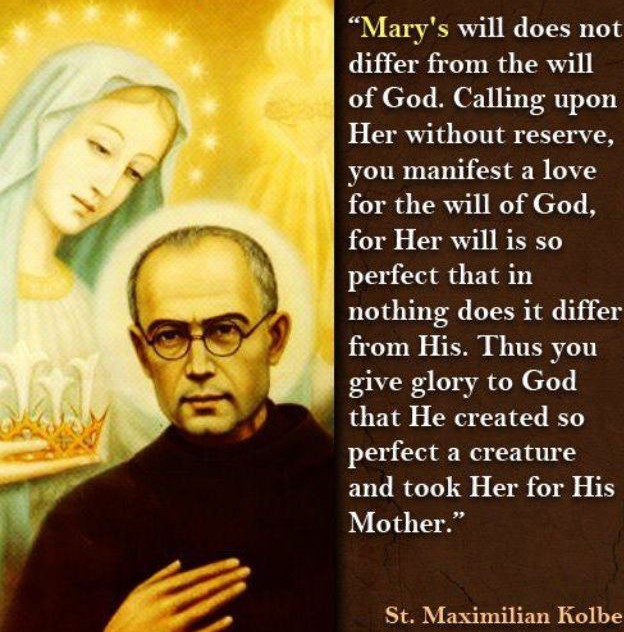 “Mary's will does not
differ from the will
of God. Calling upon
Her without reserve,
you manifest a love
for the will of God,
for Her will is so
perfect that in
nothing does it differ
from His. Thus you
give glory to God
that He created so
perfect a creature
and took Her for His
Mother.”
St. Maximilian Kolbe